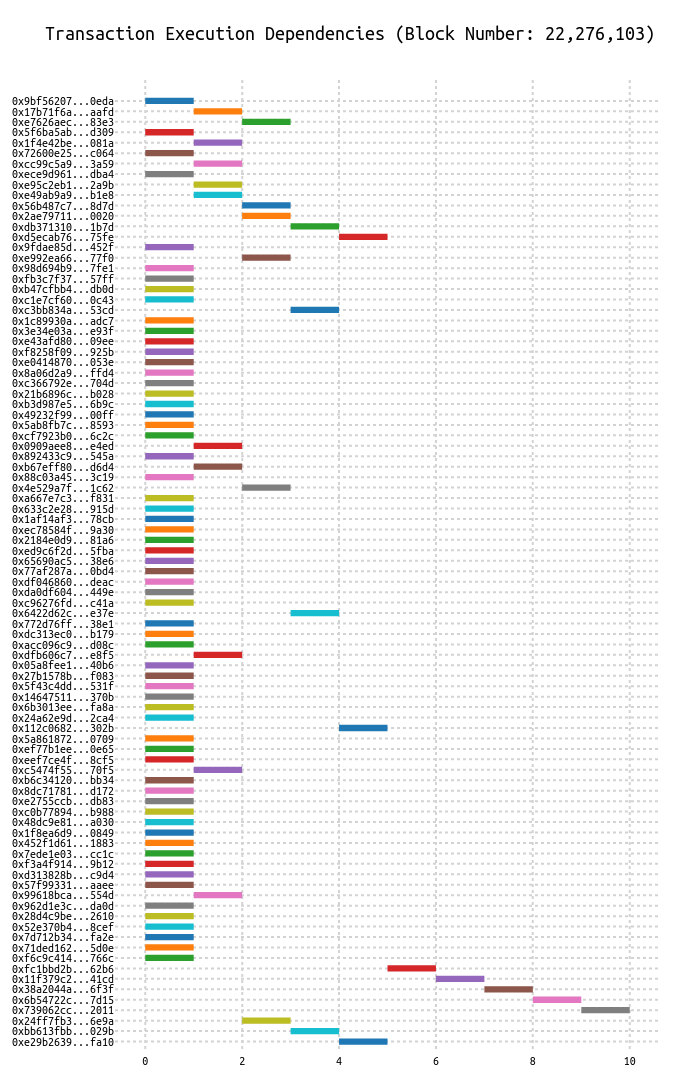 Transaction Execution Dependencies (Block Number: 22,276,103)
0x9bf56207...0eda
0x17b71f6a...aafd
0xe7626aec...83e3
0x5f6ba5ab...d309
0x1f4e42be...081a
0x72600e25...c064
0xcc99c5a9...3a59
0xece9d961...dba4
0xe95c2eb1...2a9b
0xe49ab9a9...b1e8
0x56b487c7...8d7d
0x2ae79711...0020
0xdb371310...1b7d
0xd5ecab76...75fe
0x9fdae85d...452f
0xe992ea66...77f0
0x98d694b9...7fe1
0xfb3c7f37...57ff
0xb47cfbb4...db0d
0xc1e7cf60...0c43
0xc3bb834a...53cd
0x1c89930a...adc7
0x3e34e03a...e93f
0xe43afd80...09ee
0xf8258f09...925b
0xe0414870...053e
0x8a06d2a9...ffd4
0xc366792e...704d
0x21b6896c...b028
0xb3d987e5...6b9c
0x49232f99...00ff
0x5ab8fb7c...8593
0xcf7923b0...6c2c
0x0909aee8...e4ed
0x892433c9...545a
0xb67eff80...d6d4
0x88c03a45...3c19
0x4e529a7f...1c62
0xa667e7c3...f831
0x633c2e28...915d
0x1af14af3...78cb
0xec78584f...9a30
0x2184e0d9...81a6
0xed9c6f2d...5fba
0x65690ac5...38e6
0x77af287a...0bd4
0xdf046860...deac
0xda0df604...449e
0xc96276fd...c41a
0x6422d62c...e37e
0x772d76ff...38e1
0xdc313ec0...b179
0xacc096c9...d08c
0xdfb606c7...e8f5
0x05a8fee1...40b6
0x27b1578b...f083
0x5f43c4dd...531f
0x14647511...370b
0x6b3013ee...fa8a
0x24a62e9d...2ca4
0x112c0682...302b
0x5a861872...0709
0xef77b1ee...0e65
0xeef7ce4f...8cf5
0xc5474f55...70f5
0xb6c34120...bb34
0x8dc71781...d172
0xe2755ccb...db83
0xc0b77894...b988
0x48dc9e81...a030
0x1f8ea6d9...0849
0x452f1d61...1883
0x7ede1e03...cc1c
0xf3a4f914...9b12
0xd313828b...c9d4
0x57f99331...aaee
0x99618bca...554d
0x962d1e3c...da0d
0x28d4c9be...2610
0x52e370b4...8cef
0x7d712b34...fa2e
0x71ded162...5d0e
0xf6c9c414...766c
0xfc1bbd2b...62b6
0x11f379c2...41cd
0x38a2044a...6f3f
0x6b54722c...7d15
0x739062cc...2011
0x24ff7fb3...6e9a
0xbb613fbb...029b
0xe29b2639...fa10
0 2 4 6 8 10